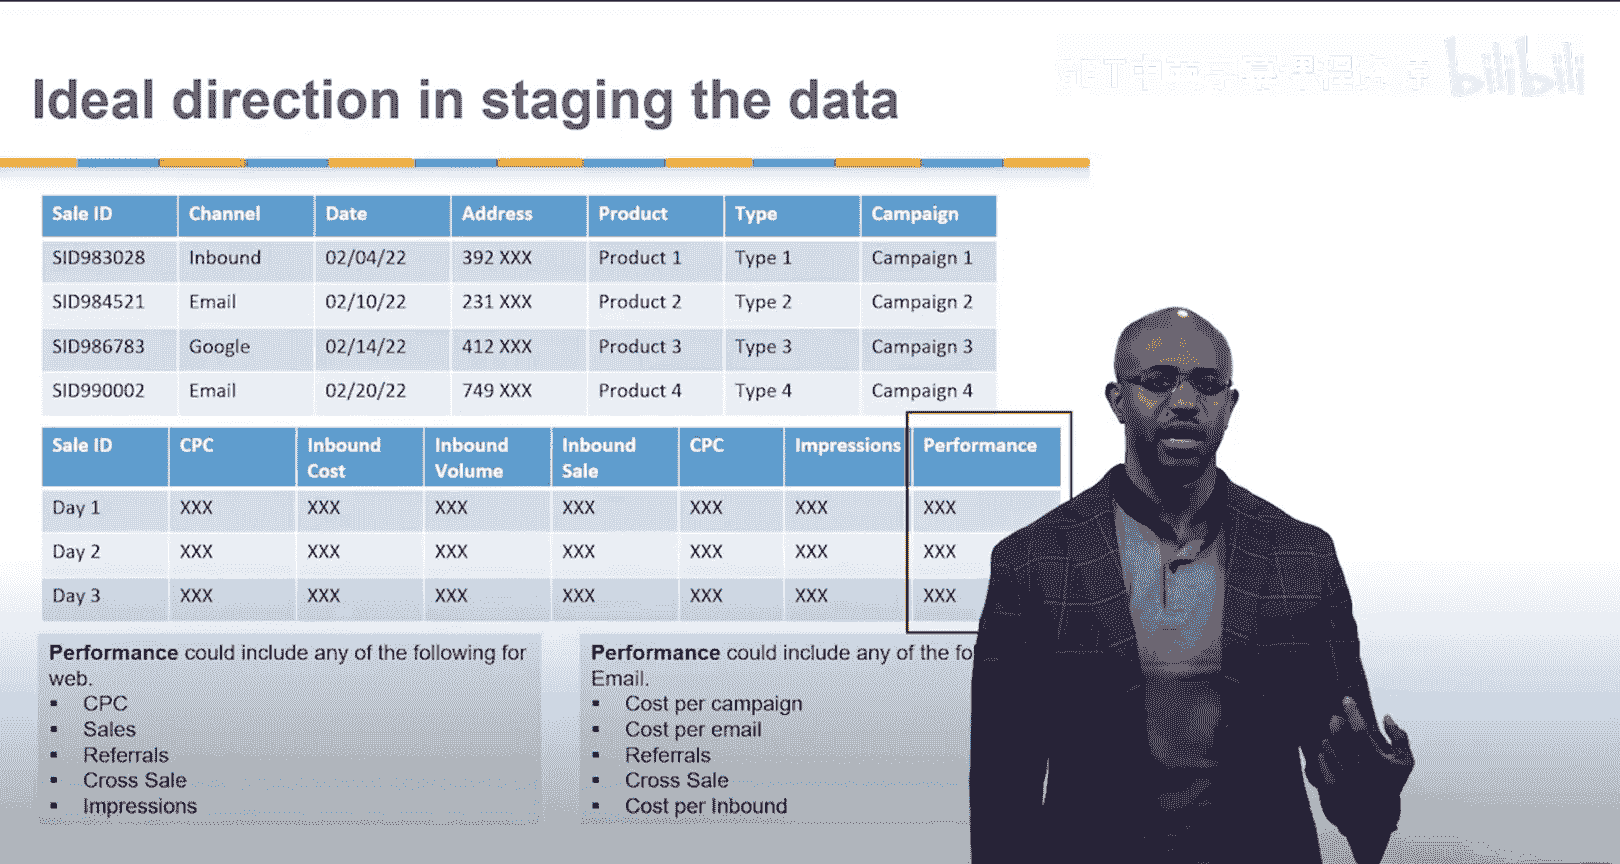 Ideal direction in staging the data
Sale ID Channel Date Address Product Type Campaign
SID983028 Inbound 02/04/22 392 XXX Product 1 Type 1 Campaign 1
SID984521 Email 02/10/22 231 XXX Product 2 Type 2 Campaign 2
SID986783 Google 02/14/22 412 XXX Product 3 Type 3 Campaign 3
SID990002 Email 02/20/22 749 XXX Product 4 Type 4 Campaign 4
Sale ID CPC Inbound Cost Inbound Volume Inbound Sale CPC Impressions Performance
Day 1 XXX XXX XXX XXX XXX XXX XXX
Day 2 XXX XXX XXX XXX XXX XXX XXX
Day 3 XXX XXX XXX XXX XXX XXX XXX
Performance could include any of the following for
web.
▪ CPC
▪ Sales
▪ Referrals
▪ Cross Sale
▪ Impressions
Performance could include any of the fo
Email.
▪ Cost per campaign
▪ Cost per email
▪ Referrals
▪ Cross Sale
▪ Cost per Inbound
bilibili